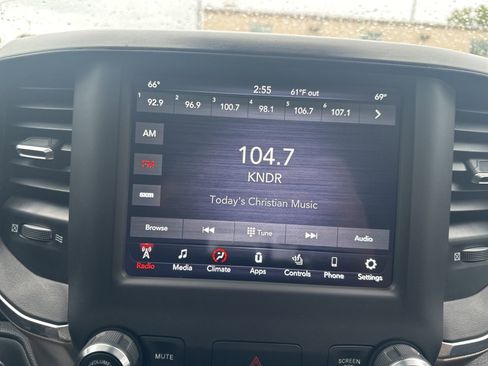 66° 2:55 61°F out 69°
1 92.9 2 96.9 3 100.7 4 98.1 5 106.7 6 107.1
AM
104.7
FM
KNDR
sxm
Today's Christian Music
Browse Tune Audio
Radio Media Climate Apps Controls Phone Settings
VOLUME MUTE SCREEN